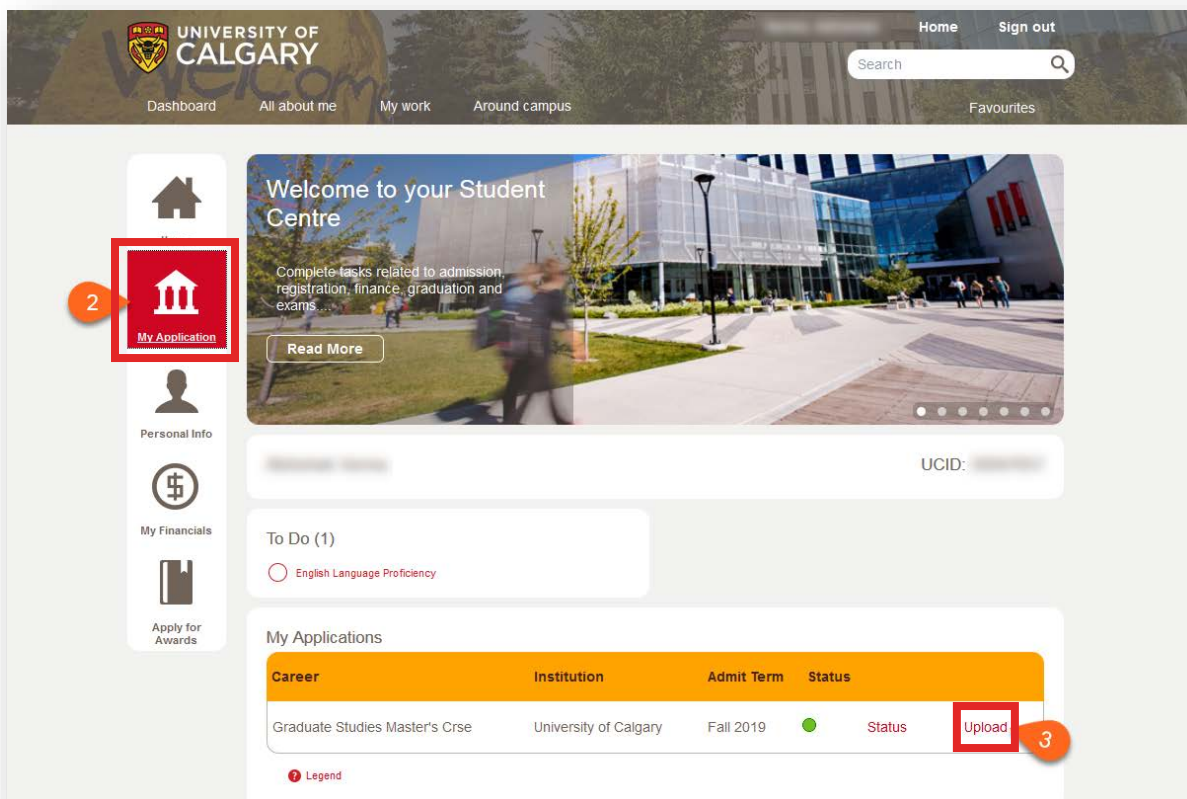 UNIVERSITY OF
CALGARY
Home Sign out
Search
Dashboard All about me My work Around campus Favourites
Welcome to your Student
Centre
Complete tasks related to admission,
registration, finance, graduation and
exams....
Read More
2
My Application
Personal Info
UCID:
My Financials
To Do (1)
English Language Proficiency
Apply for
Awards
My Applications
Career Institution Admit Term Status
Graduate Studies Master's Crse University of Calgary Fall 2019 Status Upload
3
? Legend